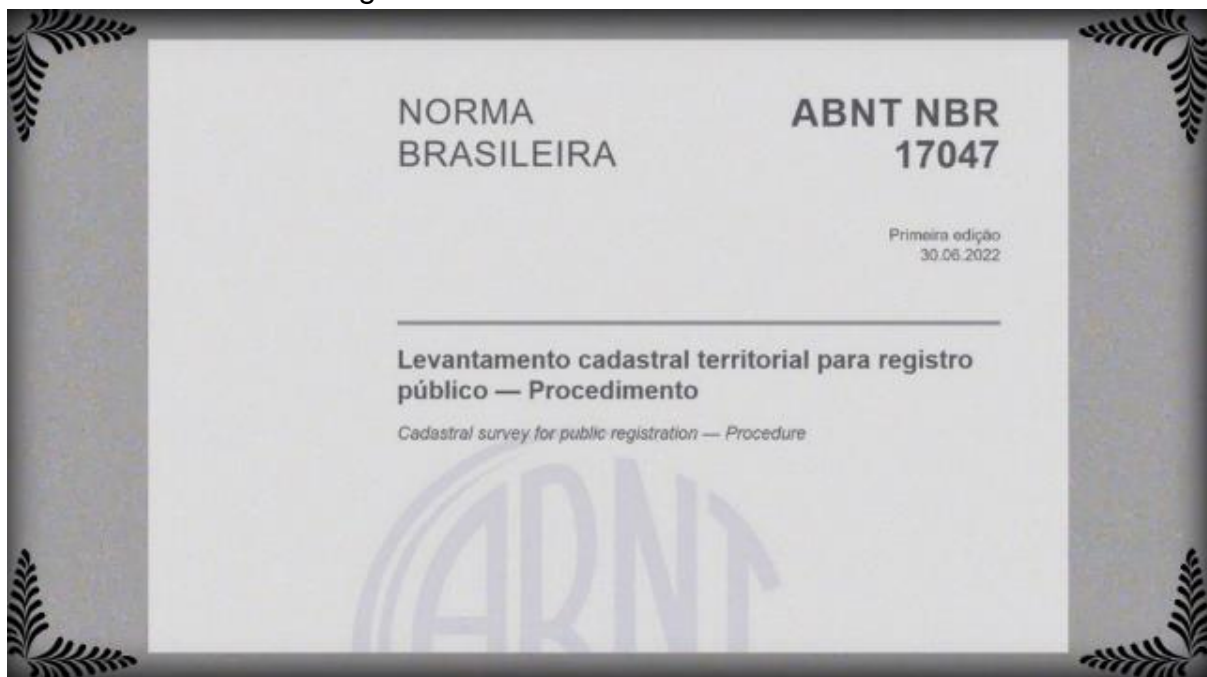 NORMA
BRASILEIRA
ABNT NBR
17047
Primeira edição
30.06.2022
Levantamento cadastral territorial para registro
público — Procedimento
Cadastral survey for public registration — Procedure
ABNT